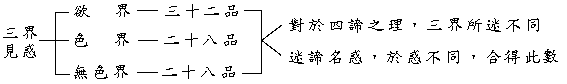 三界見惑
欲界—三十二品
色界—二十八品
無色界—二十八品
對於四諦之理，三界所迷不同
迷諦名惑，於惑不同，合得此數